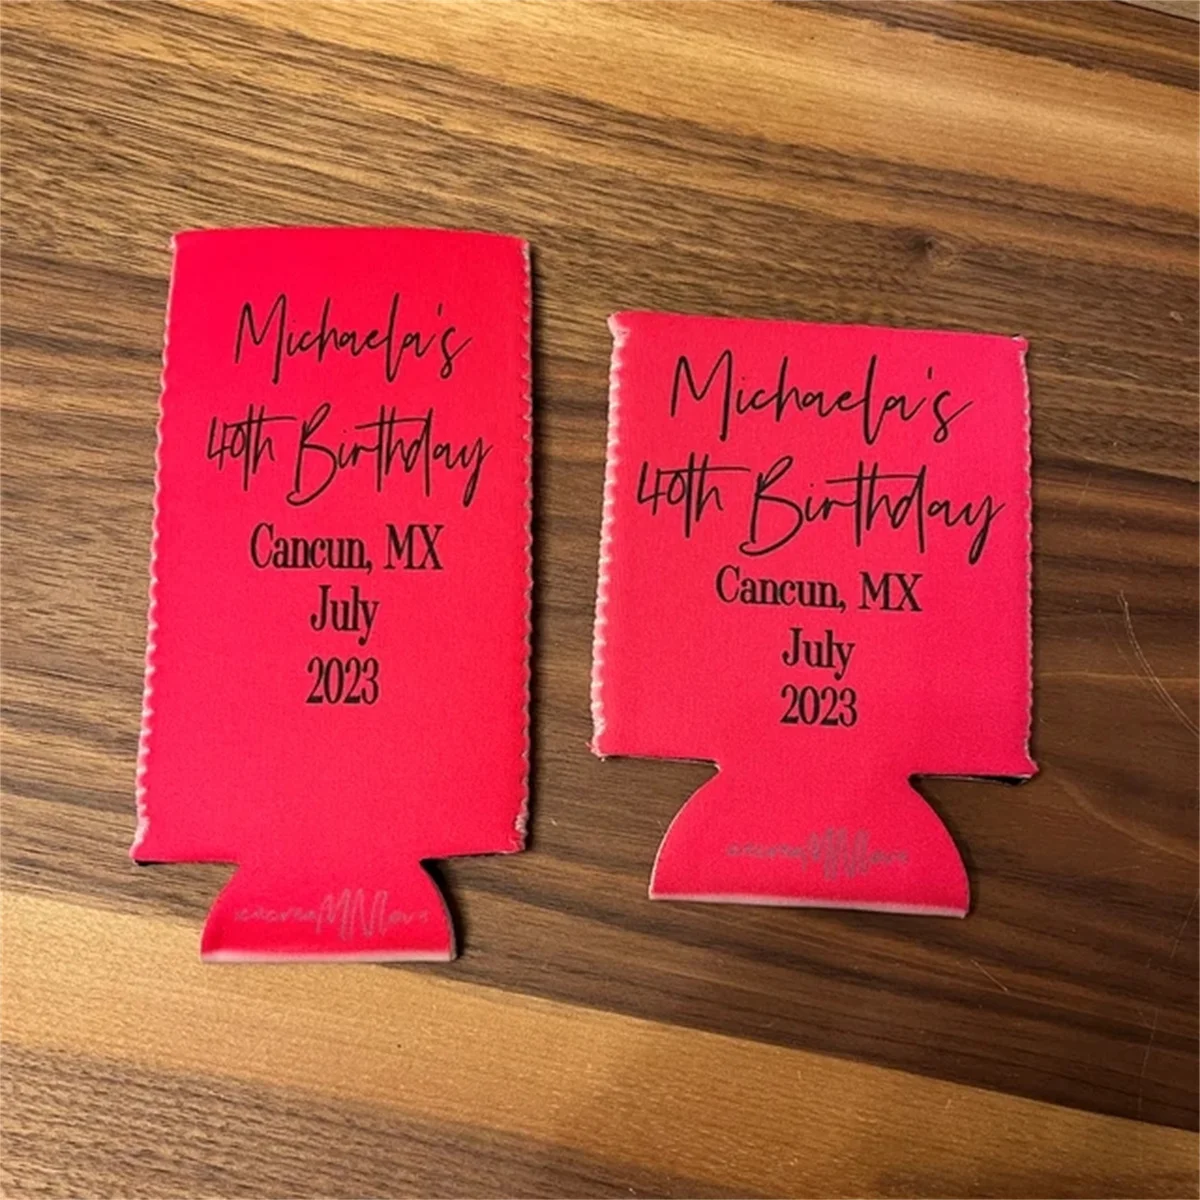 Michaela's
40th Birthday
Cancun, MX
July
2023
Michaela's
40th Birthday
Cancun, MX
July
2023